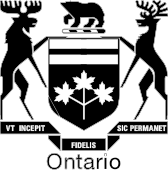 VT INCEPIT SIC PERMANET
FIDELIS
Ontario